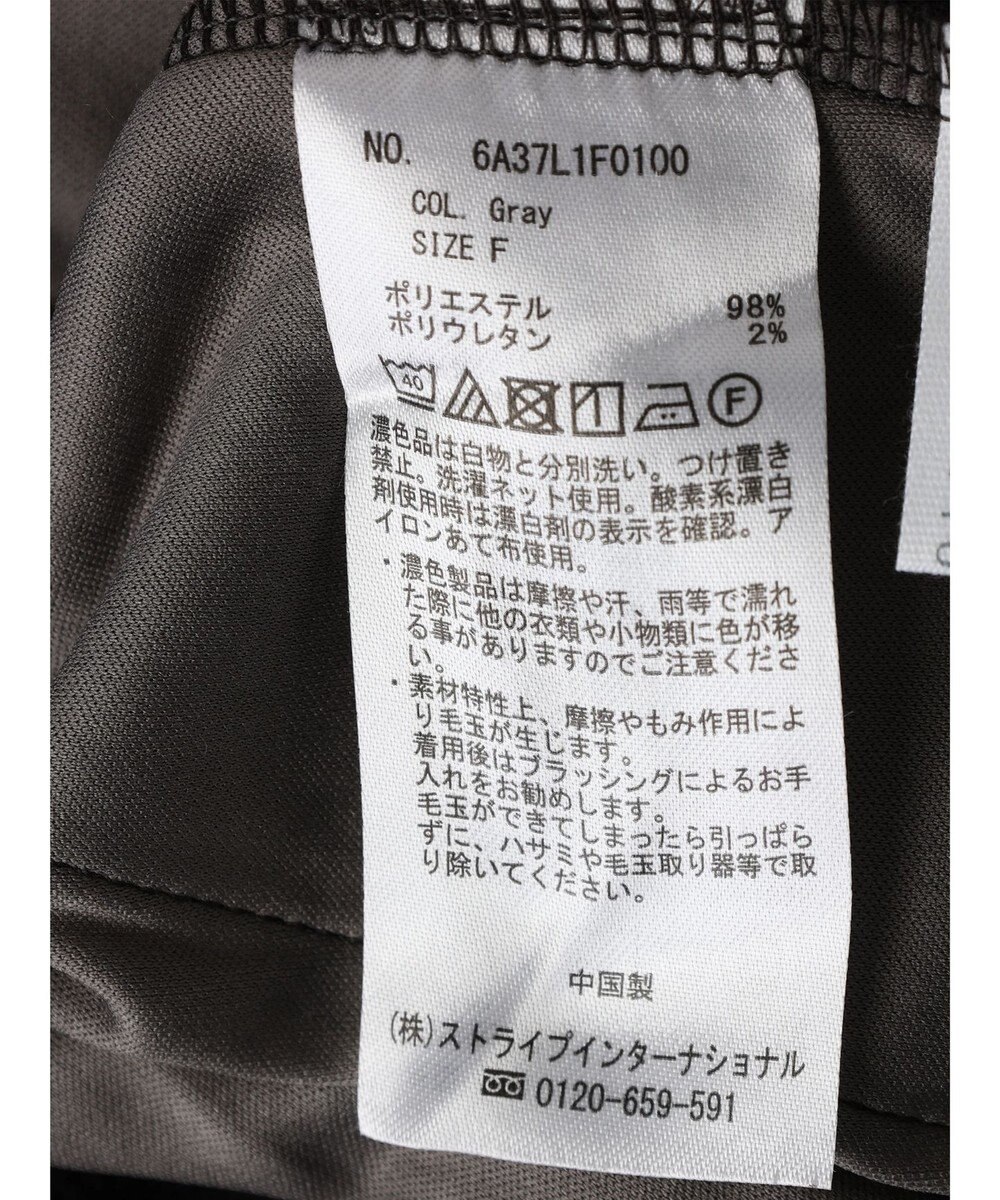 NO. 6A37L1F0100
COL. Gray
SIZE F
ポリエステル 98%
ポリウレタン 2%
40
F
濃色品は白物と分別洗い。つけ置き
禁止。洗濯ネット使用。酸素系漂白
剤使用時は漂白剤の表示を確認。ア
イロンあて布使用。
・濃色製品は摩擦や汗、雨等で濡れ
た際に他の衣類や小物類に色が移
る事がありますのでご注意くださ
い。
・素材特性上、摩擦やもみ作用によ
り毛玉が生じます。
着用後はブラッシングによるお手
入れをお勧めします。
毛玉ができてしまったら引っぱら
ずに、ハサミや毛玉取り器等で取
り除いてください。
中国製
(株)ストライプインターナショナル
0120-659-591